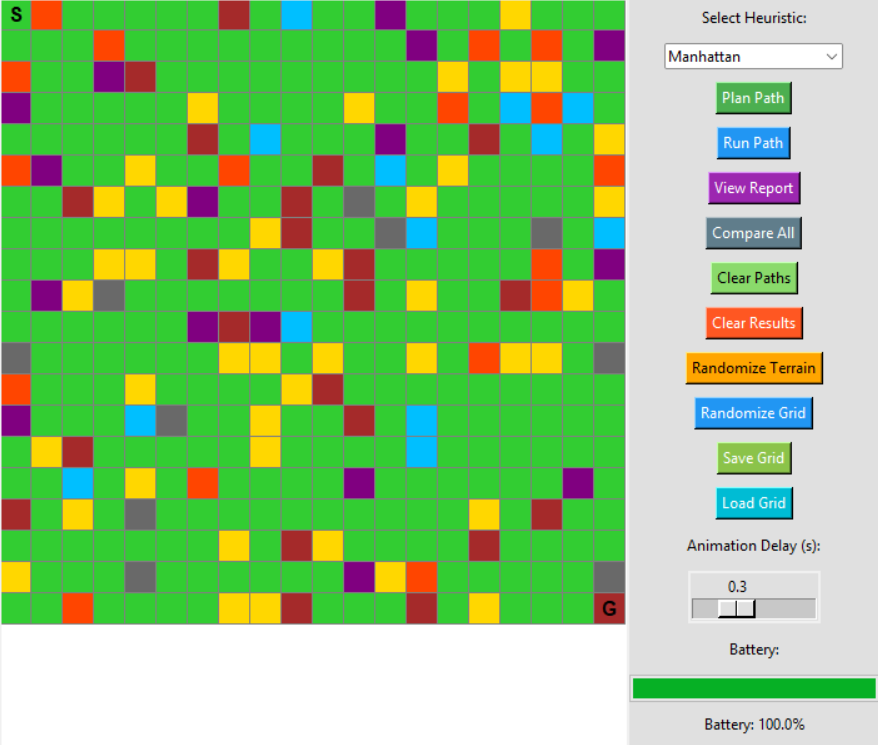 S
G
Select Heuristic:
Manhattan
Plan Path
Run Path
View Report
Compare All
Clear Paths
Clear Results
Randomize Terrain
Randomize Grid
Save Grid
Load Grid
Animation Delay (s):
0.3
Battery:
Battery: 100.0%